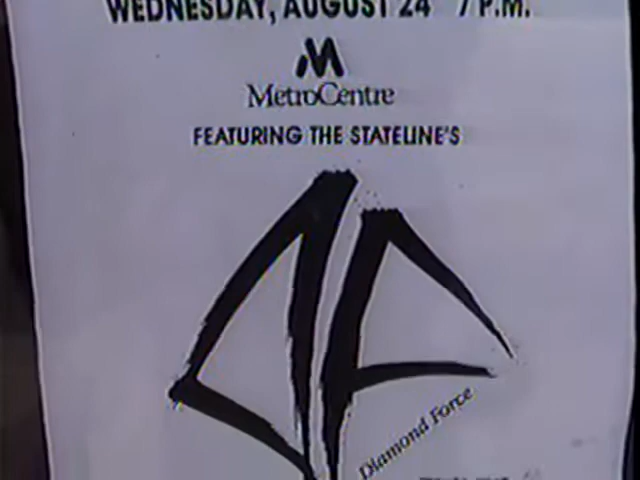 WEDNESDAY, AUGUST 24 7 P.M.
MetroCentre
FEATURING THE STATELINE'S
Diamond Force